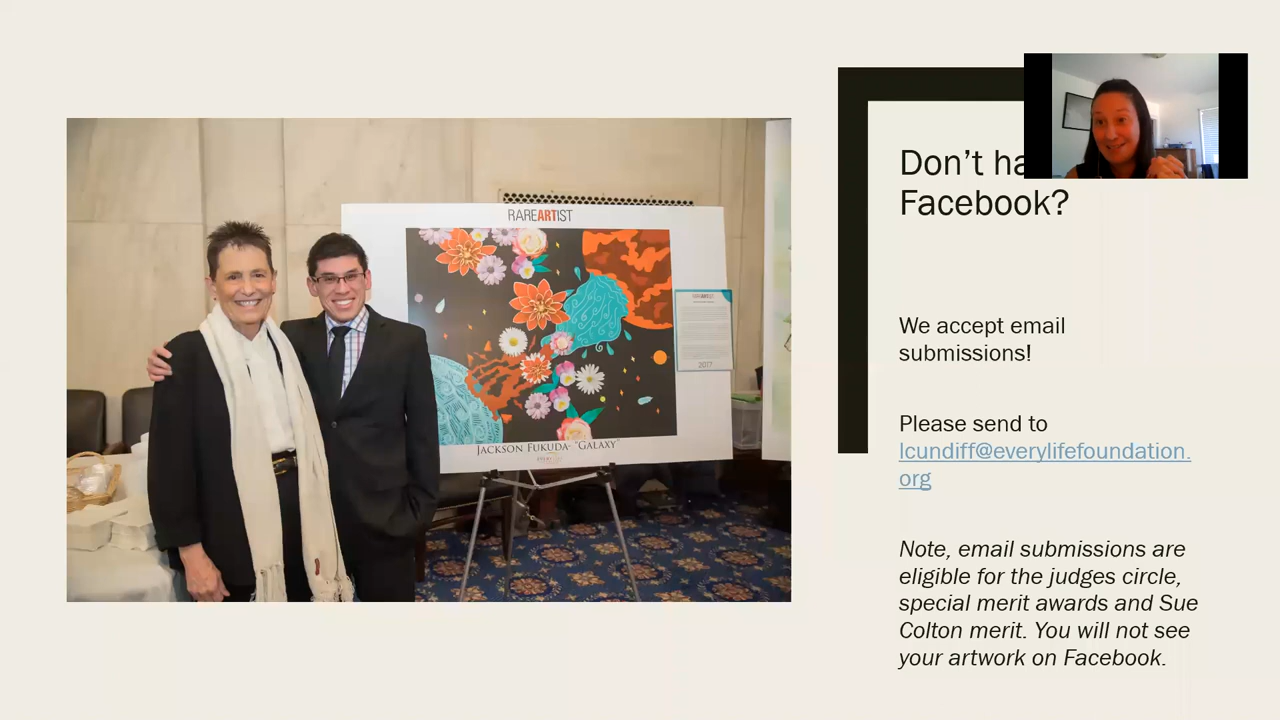 RAREARTIST
JACKSON FUKUDA- "GALAXY"
2017
Don't ha
Facebook?
We accept email
submissions!
Please send to
lcundiff@everylifefoundation.
org
Note, email submissions are
eligible for the judges circle,
special merit awards and Sue
Colton merit. You will not see
your artwork on Facebook.